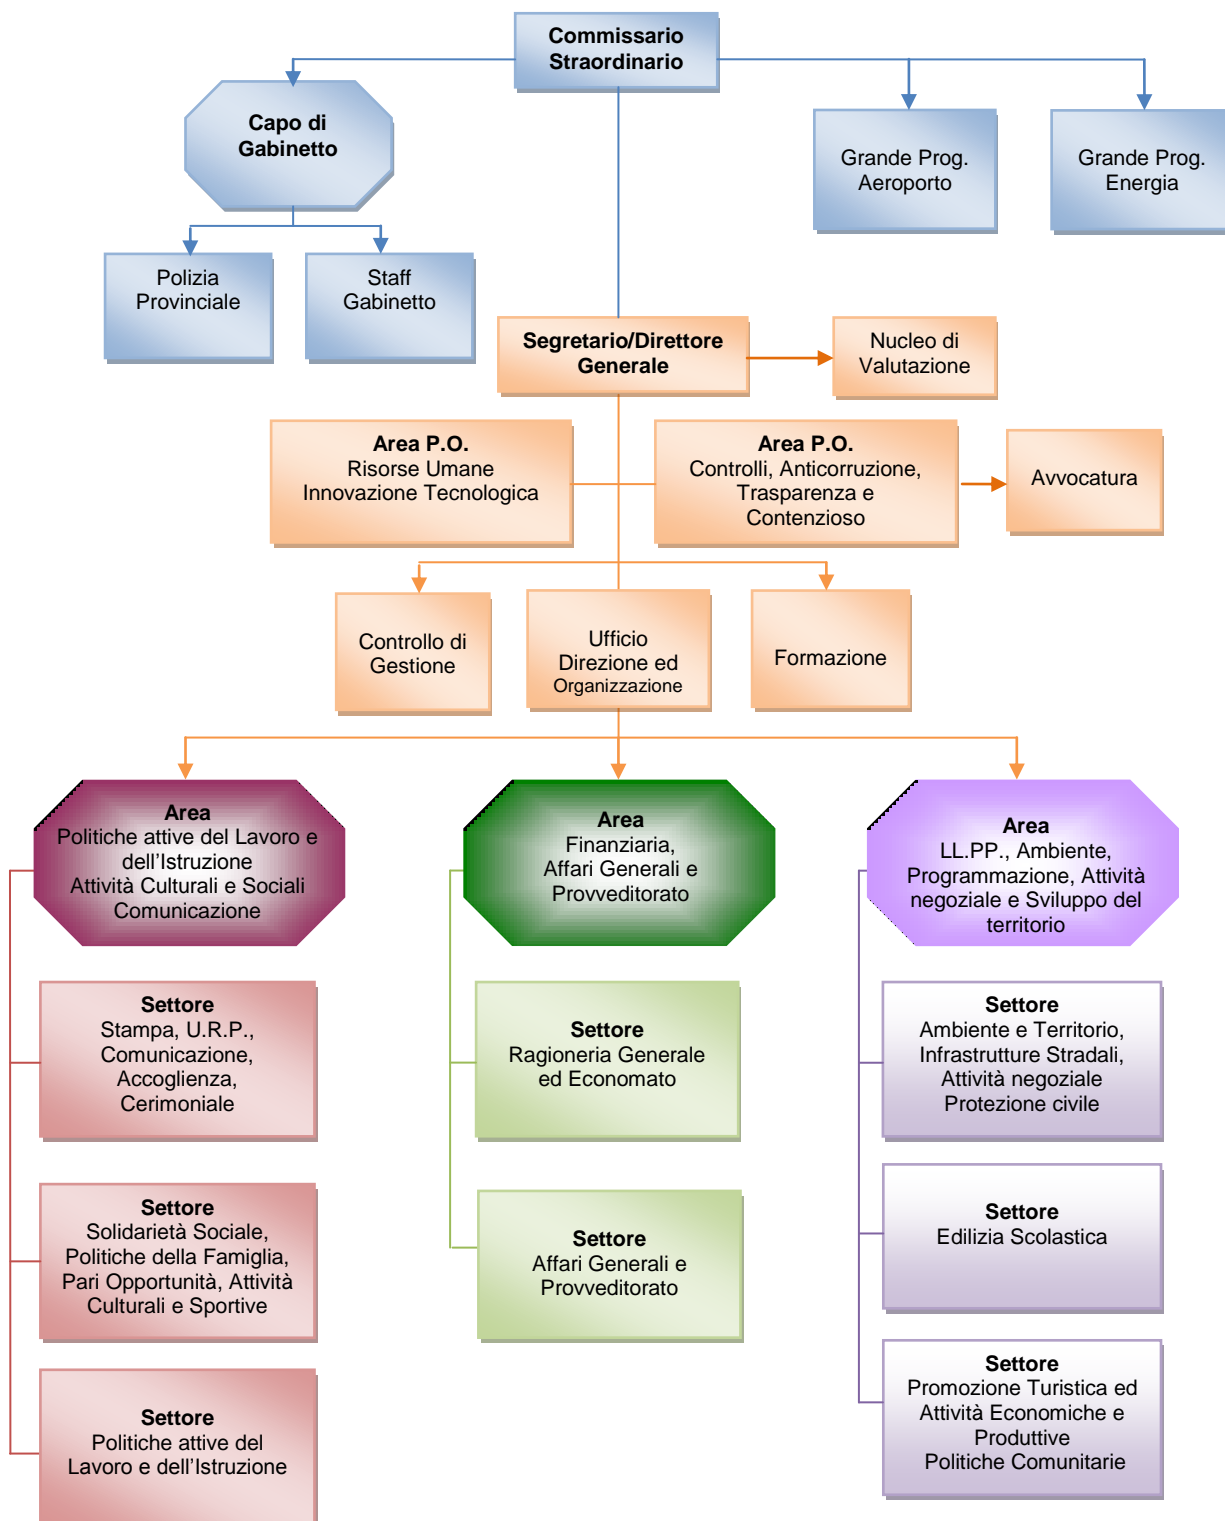 Commissario
Straordinario
Capo di
Gabinetto
Grande Prog.
Aeroporto
Grande Prog.
Energia
Polizia
Provinciale
Staff
Gabinetto
Segretario/Direttore
Generale
Nucleo di
Valutazione
Area P.O.
Risorse Umane
Innovazione Tecnologica
Area P.O.
Controlli, Anticorruzione,
Trasparenza e
Contenzioso
Avvocatura
Controllo di
Gestione
Ufficio
Direzione ed
Organizzazione
Formazione
Area
Politiche attive del Lavoro e
dell'Istruzione
Attività Culturali e Sociali
Comunicazione
Area
Finanziaria,
Affari Generali e
Provveditorato
Area
LL.PP., Ambiente,
Programmazione, Attività
negoziale e Sviluppo del
territorio
Settore
Stampa, U.R.P.,
Comunicazione,
Accoglienza,
Cerimoniale
Settore
Ragioneria Generale
ed Economato
Settore
Ambiente e Territorio,
Infrastrutture Stradali,
Attività negoziale
Protezione civile
Settore
Solidarietà Sociale,
Politiche della Famiglia,
Pari Opportunità, Attività
Culturali e Sportive
Settore
Affari Generali e
Provveditorato
Settore
Edilizia Scolastica
Settore
Politiche attive del
Lavoro e dell'Istruzione
Settore
Promozione Turistica ed
Attività Economiche e
Produttive
Politiche Comunitarie